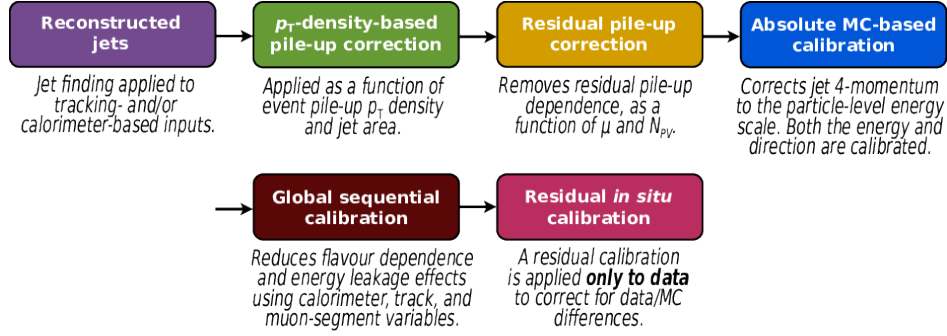 Reconstructed
jets
Jet finding applied to
tracking- and/or
calorimeter-based inputs.
pT-density-based
pile-up correction
Applied as a function of
event pile-up pT density
and jet area.
Residual pile-up
correction
Removes residual pile-up
dependence, as a
function of μ and NPV.
Absolute MC-based
calibration
Corrects jet 4-momentum
to the particle-level energy
scale. Both the energy and
direction are calibrated.
Global sequential
calibration
Reduces flavour dependence
and energy leakage effects
using calorimeter, track, and
muon-segment variables.
Residual in situ
calibration
A residual calibration
is applied only to data
to correct for data/MC
differences.